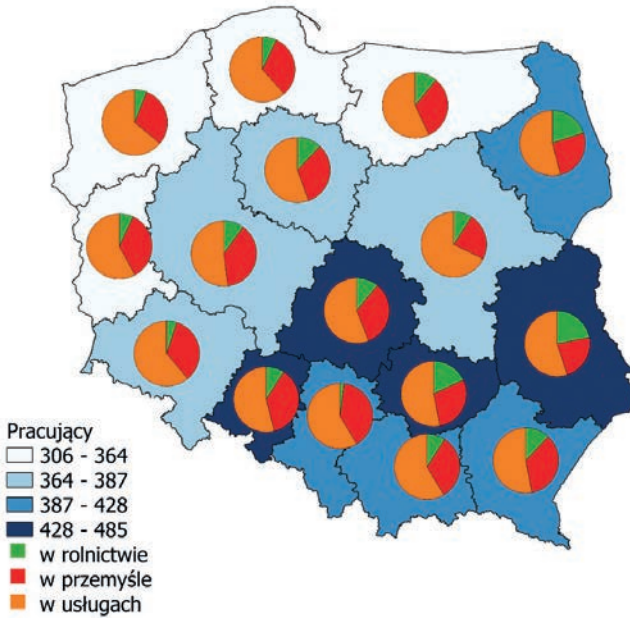 Pracujący
306 - 364
364 - 387
387 - 428
428 - 485
w rolnictwie
w przemyśle
w usługach